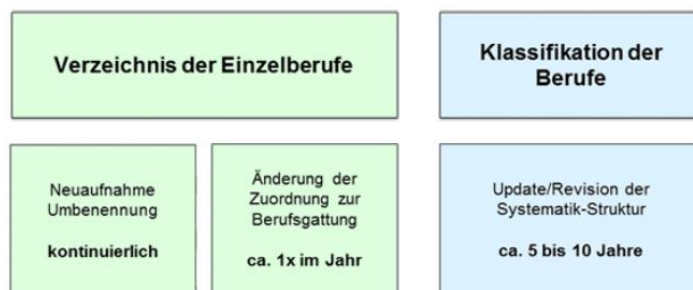 Verzeichnis der Einzelberufe
Klassifikation der
Berufe
Neuaufnahme
Umbenennung
kontinuierlich
Änderung der
Zuordnung zur
Berufsgattung
ca. 1x im Jahr
Update/Revision der
Systematik-Struktur
ca. 5 bis 10 Jahre